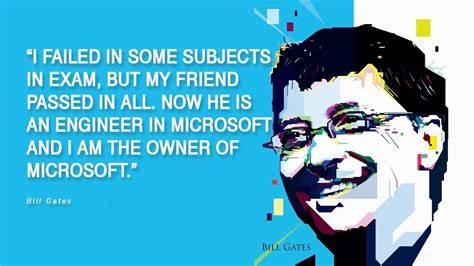 “I FAILED IN SOME SUBJECTS
IN EXAM, BUT MY FRIEND
PASSED IN ALL. NOW HE IS
AN ENGINEER IN MICROSOFT
AND I AM THE OWNER OF
MICROSOFT.”
Bill Gates
BILL GATES